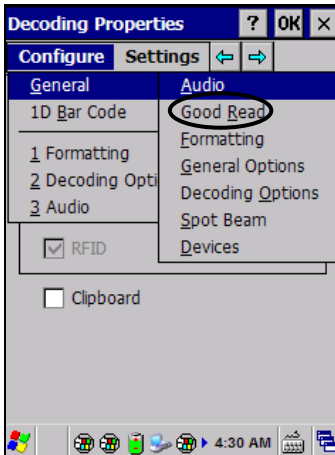 Decoding Properties ? OK ×
Configure Settings
General
1D Bar Code
1 Formatting
2 Decoding Opti
3 Audio
Audio
Good Read
Formatting
General Options
Decoding Options
Spot Beam
Devices
RFID
Clipboard
4:30 AM